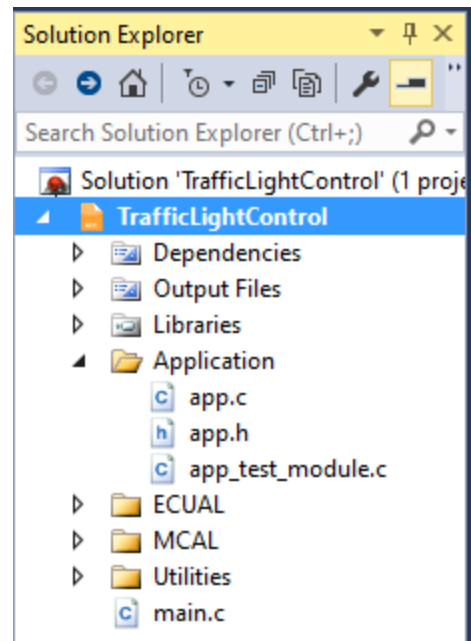 Solution Explorer
Search Solution Explorer (Ctrl+;)
Solution 'TrafficLightControl' (1 proje
TrafficLightControl
Dependencies
Output Files
Libraries
Application
c app.c
h app.h
c app_test_module.c
ECUAL
MCAL
Utilities
c main.c